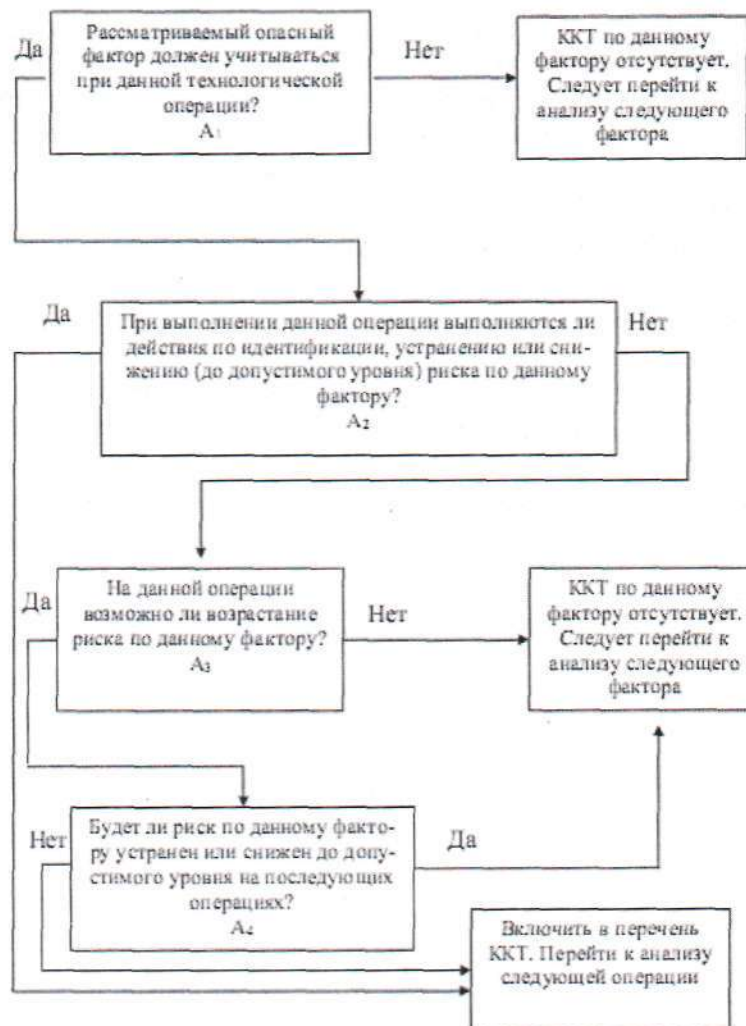 Рассматриваемый опасный
фактор должен учитываться
при данной технологической
операции?
А₁
Да
Нет
ККТ по данному
фактору отсутствует.
Следует перейти к
анализу следующего
фактора
Да
При выполнении данной операции выполняются ли
действия по идентификации, устранению или сни-
жению (до допустимого уровня) риска по данному
фактору?
А₂
Нет
Да
На данной операции
возможно ли возрастание
риска по данному фактору?
А₃
Нет
ККТ по данному
фактору отсутствует.
Следует перейти к
анализу следующего
фактора
Нет
Будет ли риск по данному факто-
ру устранен или снижен до допу-
стимого уровня на последующих
операциях?
А₄
Да
Включить в перечень
ККТ. Перейти к анализу
следующей операции